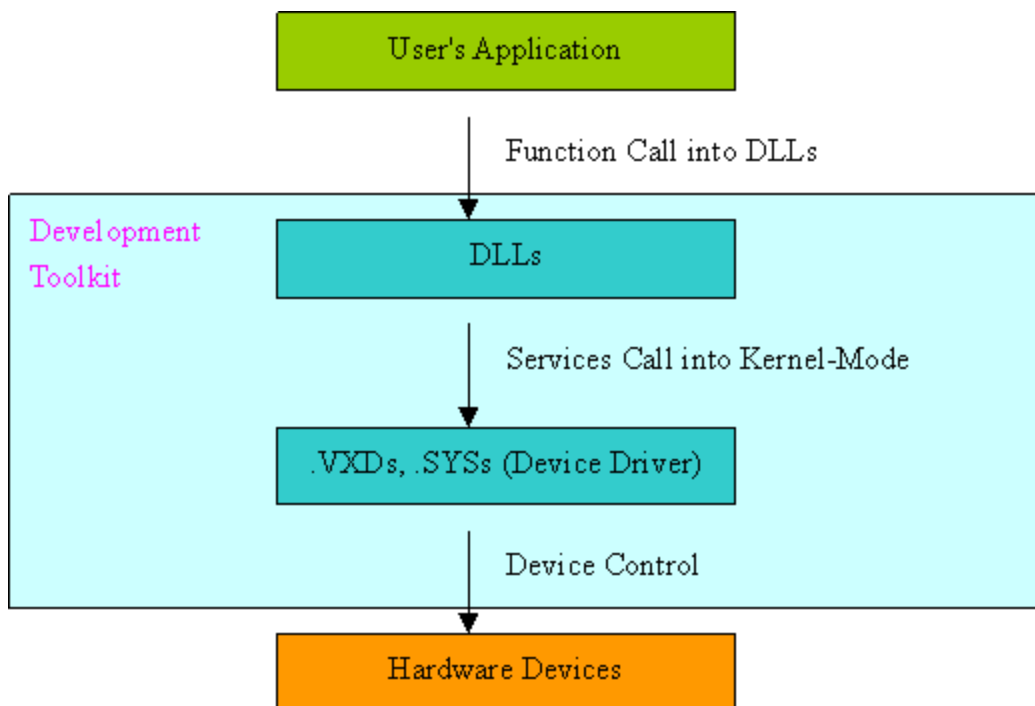 User's Application
Function Call into DLLs
Development
Toolkit
DLLs
Services Call into Kernel-Mode
.VXDs, .SYSs (Device Driver)
Device Control
Hardware Devices